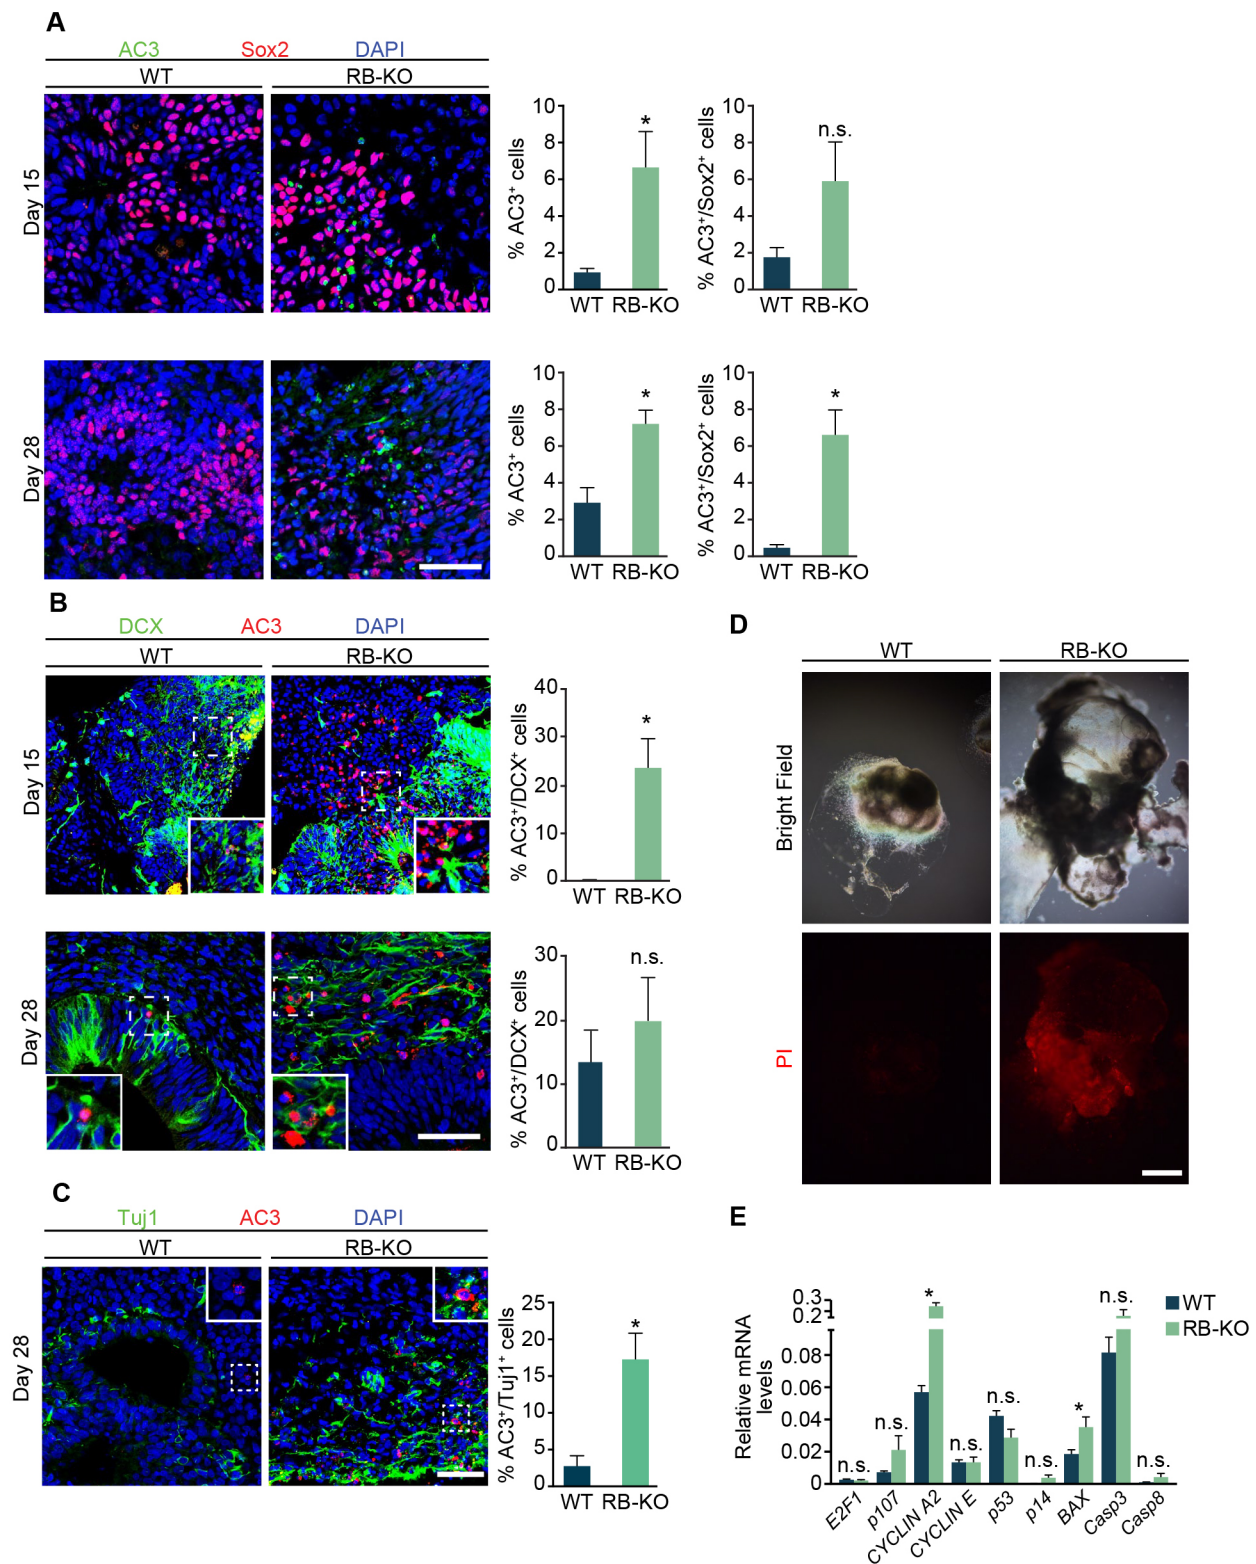 A
AC3 Sox2 DAPI
WT RB-KO
Day 15
% AC3+ cells
10
8
6
4
2
0
*
WT RB-KO
% AC3+/Sox2+ cells
10
8
6
4
2
0
n.s.
WT RB-KO
Day 28
% AC3+ cells
10
8
6
4
2
0
*
WT RB-KO
% AC3+/Sox2+ cells
10
8
6
4
2
0
*
WT RB-KO
B
DCX AC3 DAPI
WT RB-KO
Day 15
% AC3+/DCX+ cells
40
30
20
10
0
*
WT RB-KO
Day 28
% AC3+/DCX+ cells
30
20
10
0
n.s.
WT RB-KO
C
Tuj1 AC3 DAPI
WT RB-KO
Day 28
% AC3+/Tuj1+ cells
25
20
15
10
5
0
*
WT RB-KO
D
WT RB-KO
Bright Field
PI
E
Relative mRNA
levels
0.3
0.2
0.08
0.06
0.04
0.02
0
n.s. n.s. * n.s. n.s. n.s. * n.s. n.s.
E2F1 p107 CYCLIN A2 CYCLIN E p53 p14 BAX Casp3 Casp8
WT
RB-KO